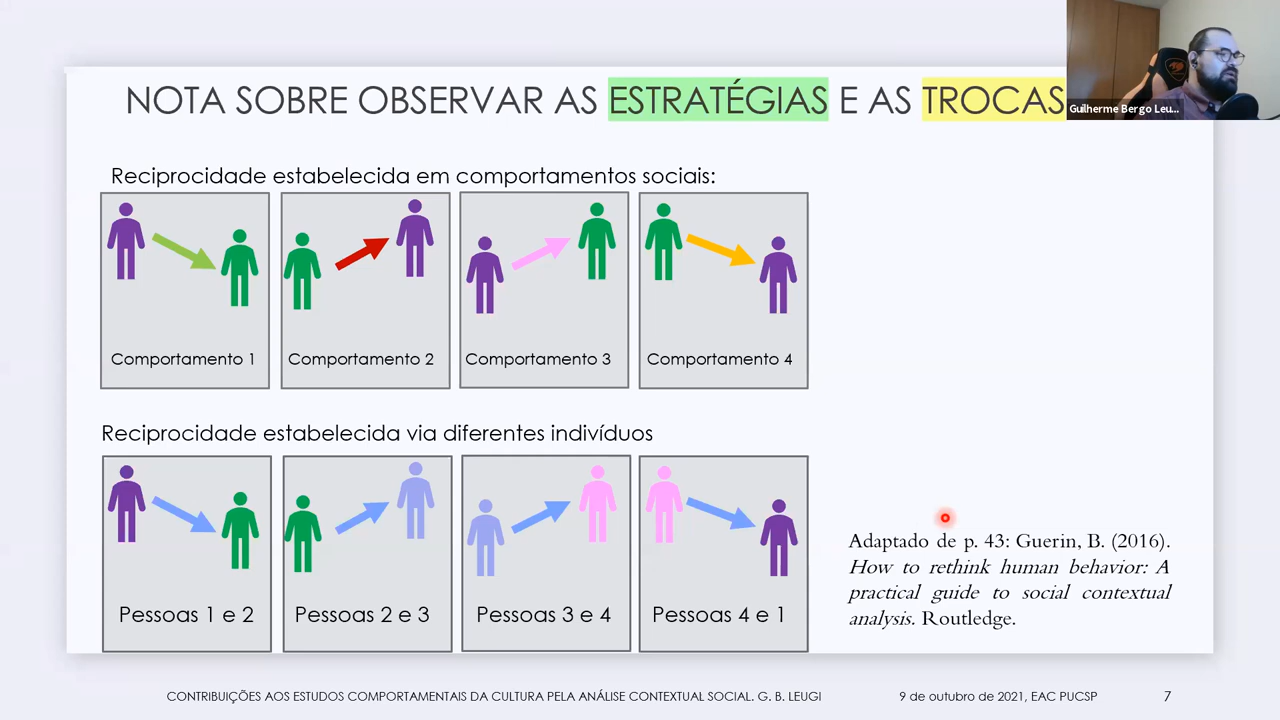 NOTA SOBRE OBSERVAR AS ESTRATÉGIAS E AS TROCAS
Guilherme Bergo Leu...
Reciprocidade estabelecida em comportamentos sociais:
Comportamento 1
Comportamento 2
Comportamento 3
Comportamento 4
Reciprocidade estabelecida via diferentes indivíduos
Pessoas 1 e 2
Pessoas 2 e 3
Pessoas 3 e 4
Pessoas 4 e 1
Adaptado de p. 43: Guerin, B. (2016).
How to rethink human behavior: A
practical guide to social contextual
analysis. Routledge.
CONTRIBUIÇÕES AOS ESTUDOS COMPORTAMENTAIS DA CULTURA PELA ANÁLISE CONTEXTUAL SOCIAL. G. B. LEUGI
9 de outubro de 2021, EAC PUCSP
7